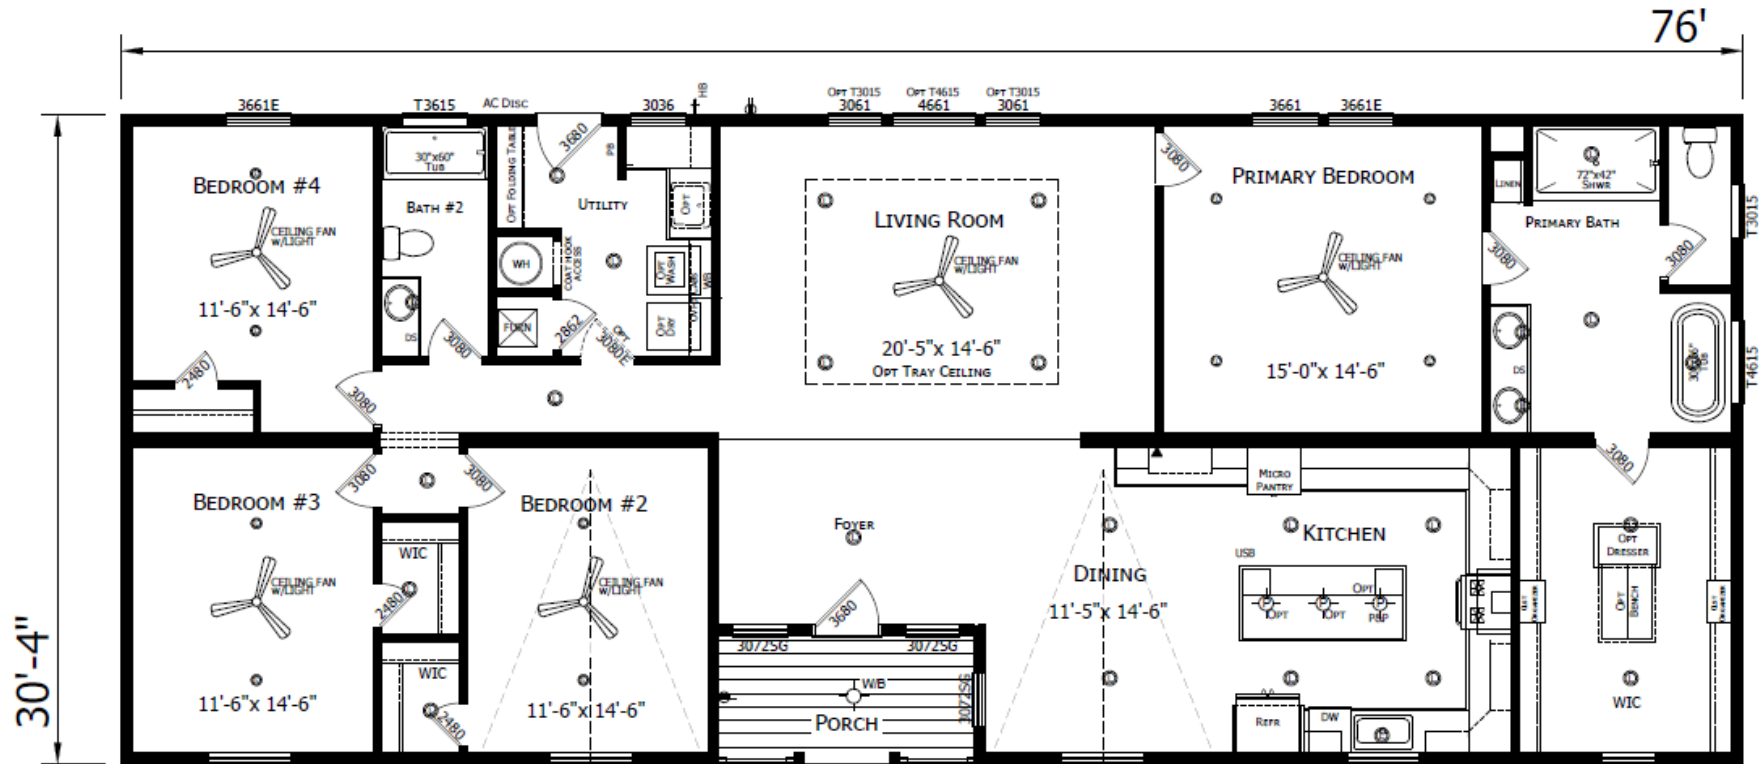 76'
30'-4"
3661E
T3615
AC DISC
3680
3036
HB
OPT T3015
3061
OPT T4615
4661
OPT T3015
3061
3661
3661E
BEDROOM #4
CEILING FAN
W/LIGHT
11'-6"x 14'-6"
2480
3080
30"x60"
TUB
BATH #2
DS
3080
OPT FOLDING TABLE
PB
UTILITY
OPT
WH
COAT HOOK
ACCESS
OPT
WASH
WB
FURN
2862
OPT
3080E
OPT
DRY
LIVING ROOM
CEILING FAN
W/LIGHT
20'-5"x 14'-6"
OPT TRAY CEILING
3080
PRIMARY BEDROOM
CEILING FAN
W/LIGHT
15'-0"x 14'-6"
LINEN
72"x42"
SHWR
PRIMARY BATH
3080
3080
DS
TUB
T3015
T4615
3080
BEDROOM #3
CEILING FAN
W/LIGHT
11'-6"x 14'-6"
3080
3080
WIC
2480
WIC
2480
BEDROOM #2
CEILING FAN
W/LIGHT
11'-6"x 14'-6"
FOYER
3680
3072SG
3072SG
3072SG
W/B
PORCH
DINING
11'-5"x 14'-6"
MICRO
PANTRY
KITCHEN
USB
OPT
OPT
OPT
P&P
REFR
DW
OPT
DRESSER
OPT
BENCH
WIC